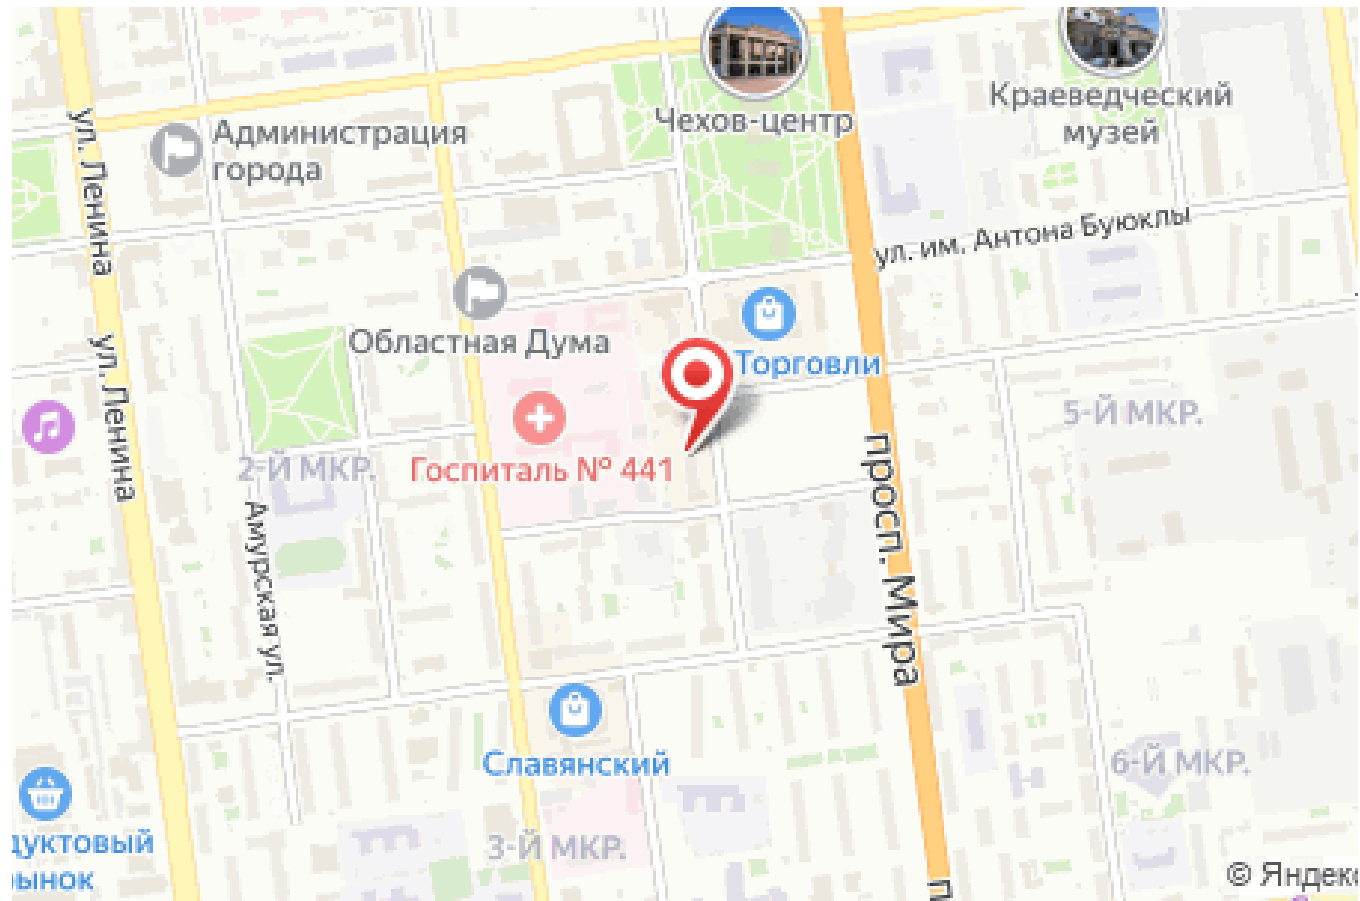 Чехов-центр
Краеведческий
музей
Администрация
города
ул. Ленина
ул. им. Антона Буюклы
Областная Дума
Торговли
ул. Ленина
5-Й МКР.
2-Й МКР.
Госпиталь № 441
просп. Мира
Амурская ул.
Славянский
6-Й МКР.
3-Й МКР.
дуктовый
ынок
© Яндекс